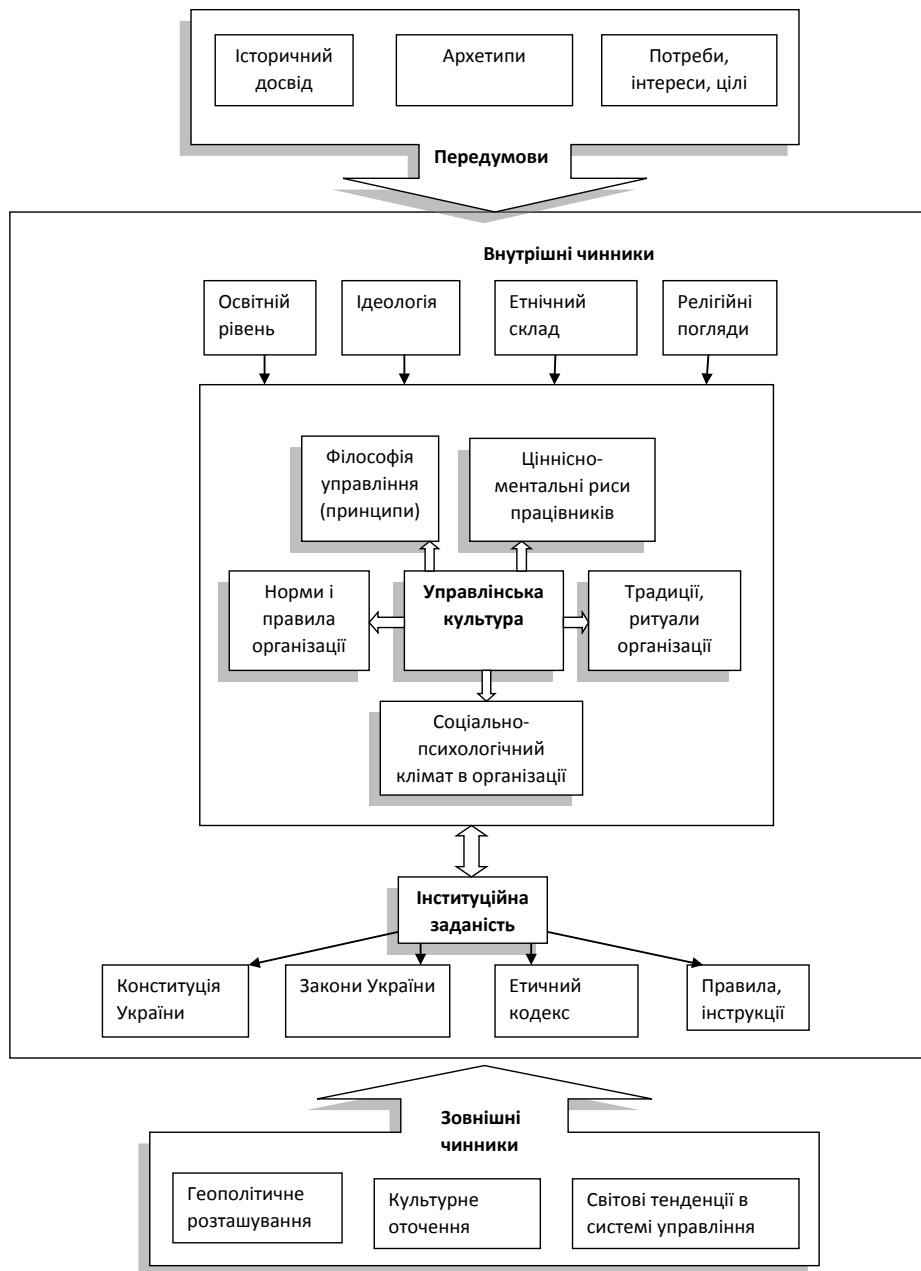 Історичний
досвід
Архетипи
Потреби,
інтереси, цілі
Передумови
Внутрішні чинники
Освітній
рівень
Ідеологія
Етнічний
склад
Релігійні
погляди
Філософія
управління
(принципи)
Ціннісно-
ментальні риси
працівників
Норми і
правила
організації
Управлінська
культура
Традиції,
ритуали
організації
Соціально-
психологічний
клімат в організації
Інституційна
заданість
Конституція
України
Закони України
Етичний
кодекс
Правила,
інструкції
Зовнішні
чинники
Геополітичне
розташування
Культурне
оточення
Світові тенденції в
системі управління